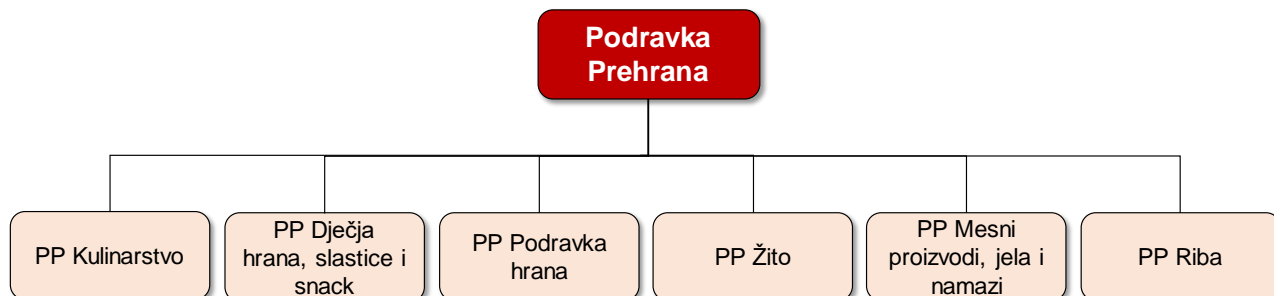 Podravka
Prehrana
PP Kulinarstvo
PP Dječja
hrana, slastice i
snack
PP Podravka
hrana
PP Žito
PP Mesni
proizvodi, jela i
namazi
PP Riba